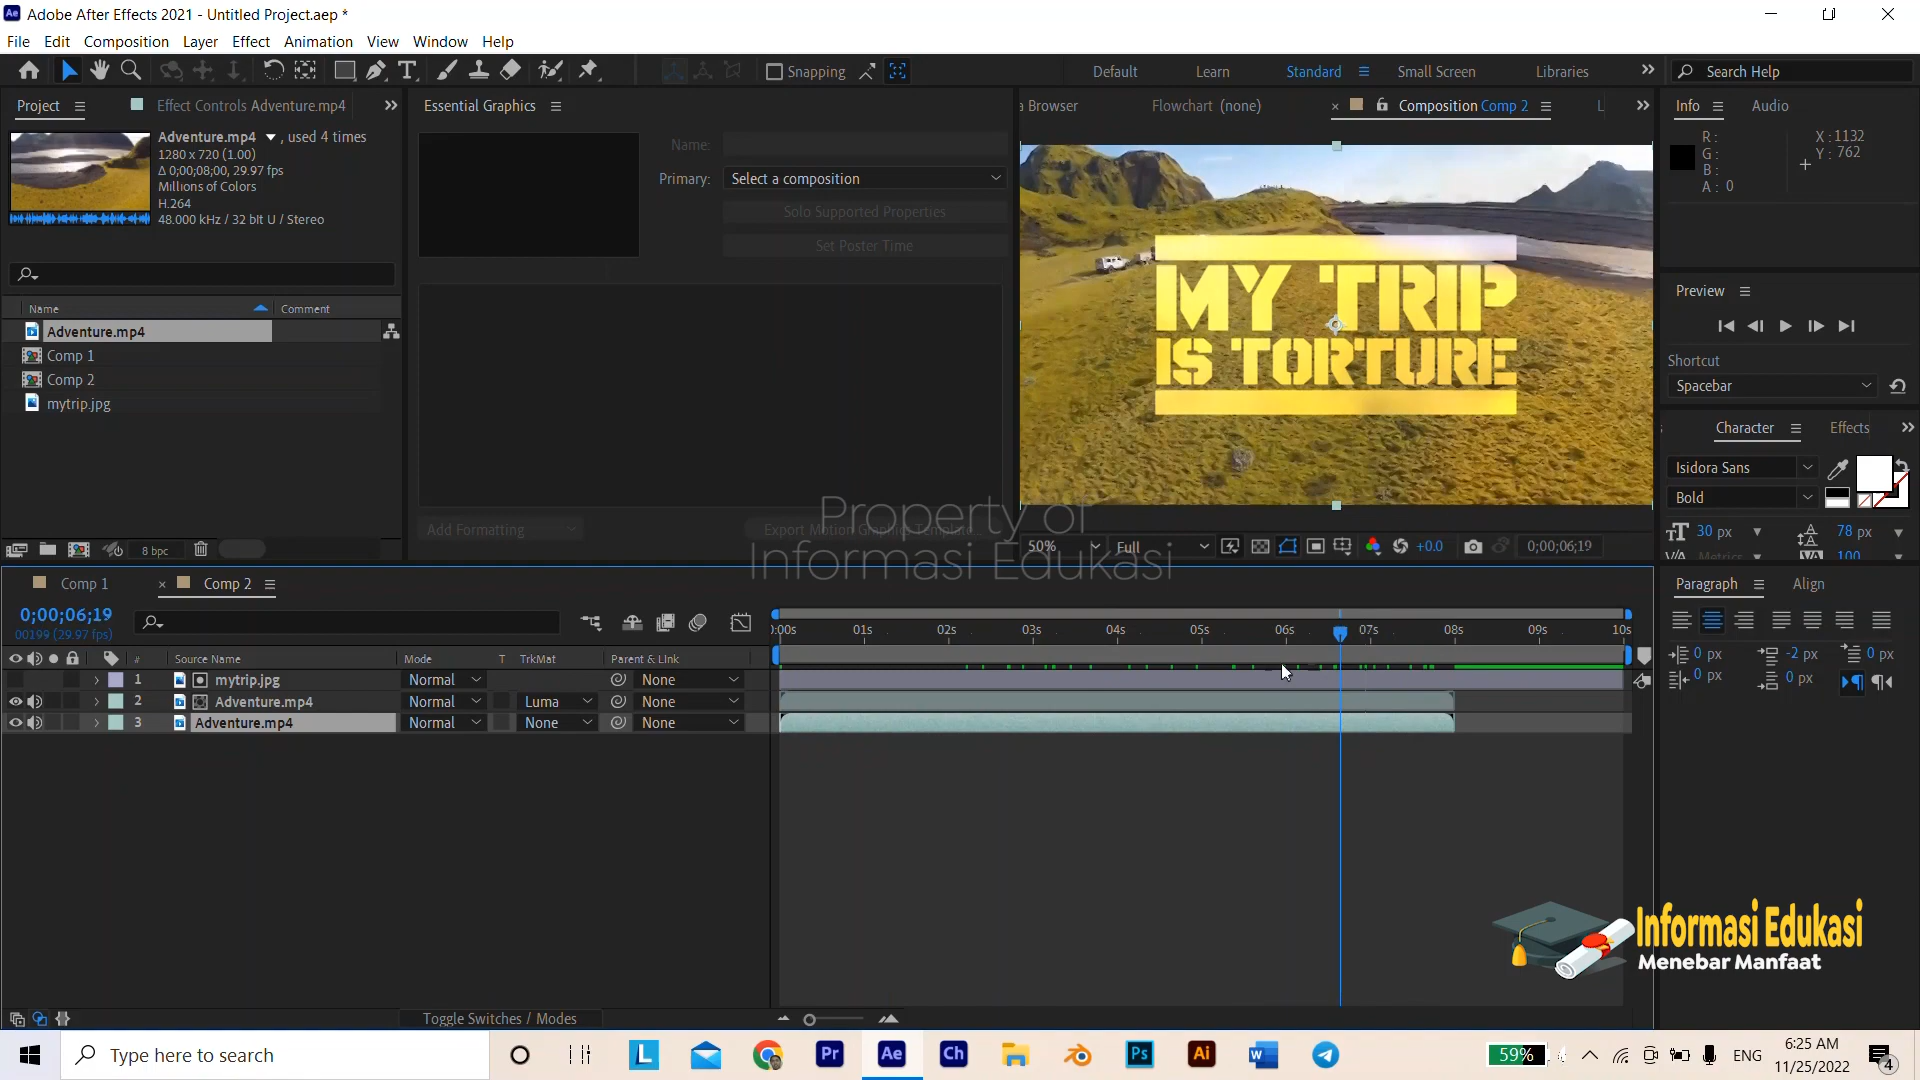 Adobe After Effects 2021 - Untitled Project.aep *
File Edit Composition Layer Effect Animation View Window Help
Snapping
Default Learn Standard Small Screen Libraries
Search Help
Project Effect Controls Adventure.mp4
Essential Graphics
a Browser Flowchart (none) Composition Comp 2 L
Info Audio
Adventure.mp4 , used 4 times
1280 x 720 (1.00)
Δ 0;00;08;00, 29.97 fps
Millions of Colors
H.264
48.000 kHz / 32 bit U / Stereo
Name:
Primary: Select a composition
Solo Supported Properties
Set Poster Time
MY TRIP
IS TORTURE
R : X : 1132
G : Y : 762
B :
A : 0
Preview
Shortcut
Spacebar
Name Comment
Adventure.mp4
Comp 1
Comp 2
mytrip.jpg
Character Effects
Isidora Sans
Bold
30 px 78 px
Metrics 100
Add Formatting Export Motion Graphics Template...
8 bpc
50% Full +0.0 0;00;06;19
Property of
Informasi Edukasi
Comp 1 Comp 2
0;00;06;19
00199 (29.97 fps)
:00s 01s 02s 03s 04s 05s 06s 07s 08s 09s 10s
# Source Name Mode T TrkMat Parent & Link
1 mytrip.jpg Normal None
2 Adventure.mp4 Normal Luma None
3 Adventure.mp4 Normal None None
Paragraph Align
0 px -2 px 0 px
0 px 0 px
Informasi Edukasi
Menebar Manfaat
Toggle Switches / Modes
Type here to search
L Pr Ae Ch Ps Ai W
59% ENG
6:25 AM
11/25/2022
4